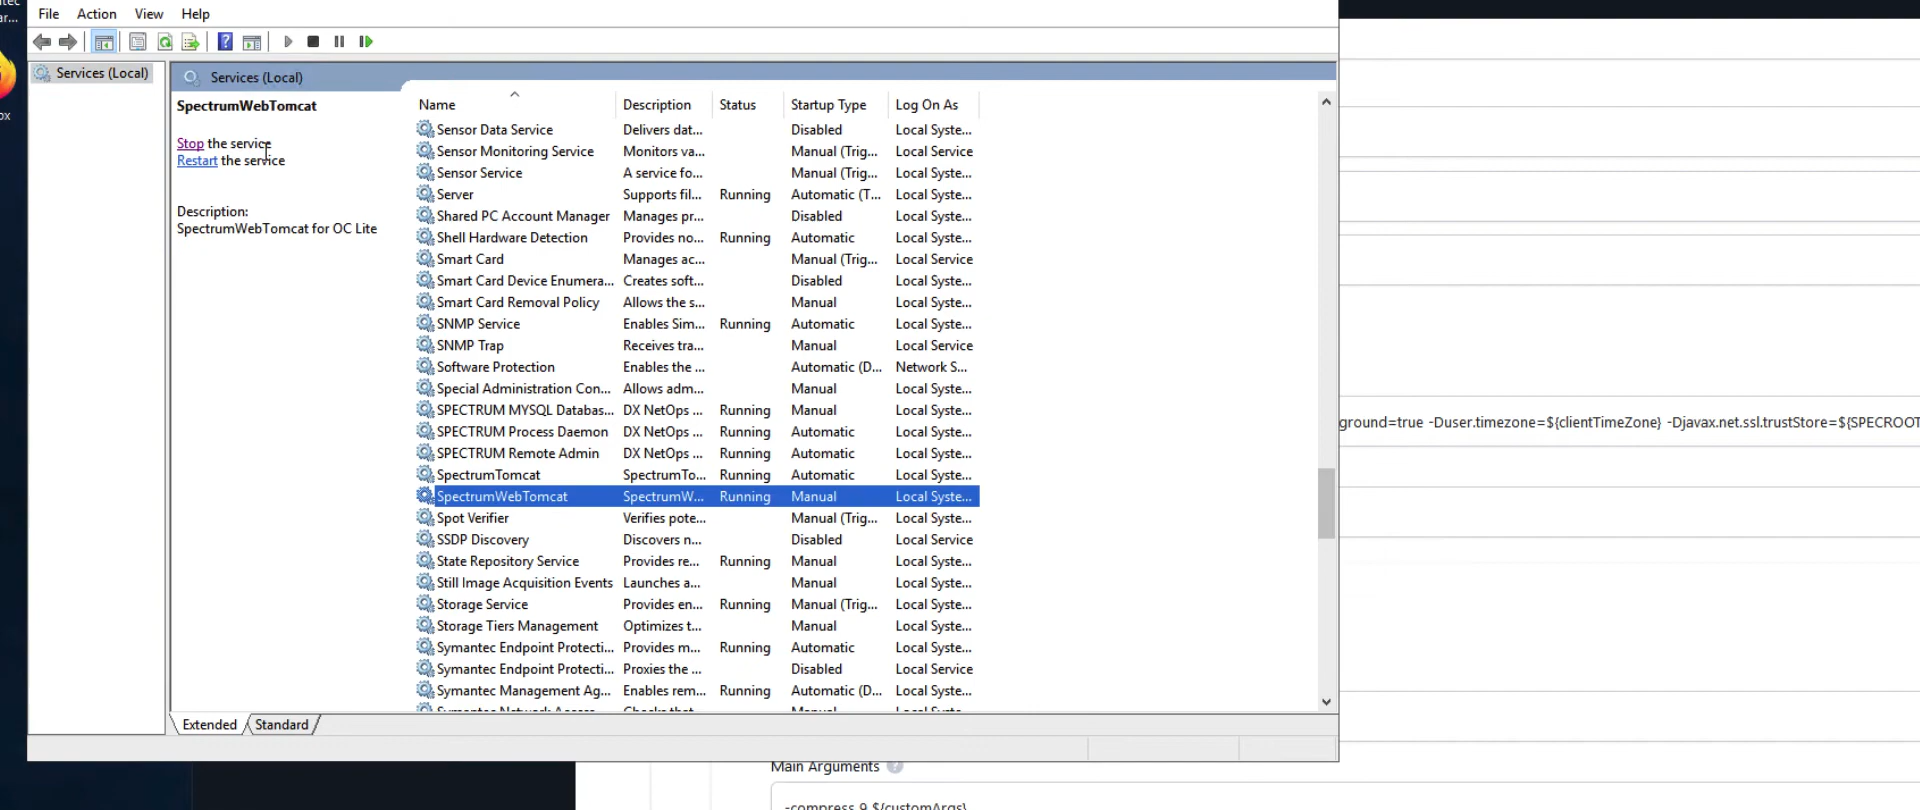 File Action View Help
Services (Local)
Services (Local)
SpectrumWebTomcat
Stop the service
Restart the service
Description:
SpectrumWebTomcat for OC Lite
Name Description Status Startup Type Log On As
Sensor Data Service Delivers dat... Disabled Local Syste...
Sensor Monitoring Service Monitors va... Manual (Trig... Local Service
Sensor Service A service fo... Manual (Trig... Local Syste...
Server Supports fil... Running Automatic (T... Local Syste...
Shared PC Account Manager Manages pr... Disabled Local Syste...
Shell Hardware Detection Provides no... Running Automatic Local Syste...
Smart Card Manages ac... Manual (Trig... Local Service
Smart Card Device Enumera... Creates soft... Disabled Local Syste...
Smart Card Removal Policy Allows the s... Manual Local Syste...
SNMP Service Enables Sim... Running Automatic Local Syste...
SNMP Trap Receives tra... Manual Local Service
Software Protection Enables the ... Automatic (D... Network S...
Special Administration Con... Allows adm... Manual Local Syste...
SPECTRUM MYSQL Databas... DX NetOps ... Running Manual Local Syste...
SPECTRUM Process Daemon DX NetOps ... Running Automatic Local Syste...
SPECTRUM Remote Admin DX NetOps ... Running Automatic Local Syste...
SpectrumTomcat SpectrumTo... Running Automatic Local Syste...
SpectrumWebTomcat SpectrumW... Running Manual Local Syste...
Spot Verifier Verifies pote... Manual (Trig... Local Syste...
SSDP Discovery Discovers n... Disabled Local Service
State Repository Service Provides re... Running Manual Local Syste...
Still Image Acquisition Events Launches a... Manual Local Syste...
Storage Service Provides en... Running Manual (Trig... Local Syste...
Storage Tiers Management Optimizes t... Manual Local Syste...
Symantec Endpoint Protecti... Provides m... Running Automatic Local Syste...
Symantec Endpoint Protecti... Proxies the ... Disabled Local Service
Symantec Management Ag... Enables rem... Running Automatic (D... Local Syste...
Extended Standard
ground=true -Duser.timezone=${clientTimeZone} -Djavax.net.ssl.trustStore=${SPECROOT
Main Arguments
-compress 9 ${customArgs}